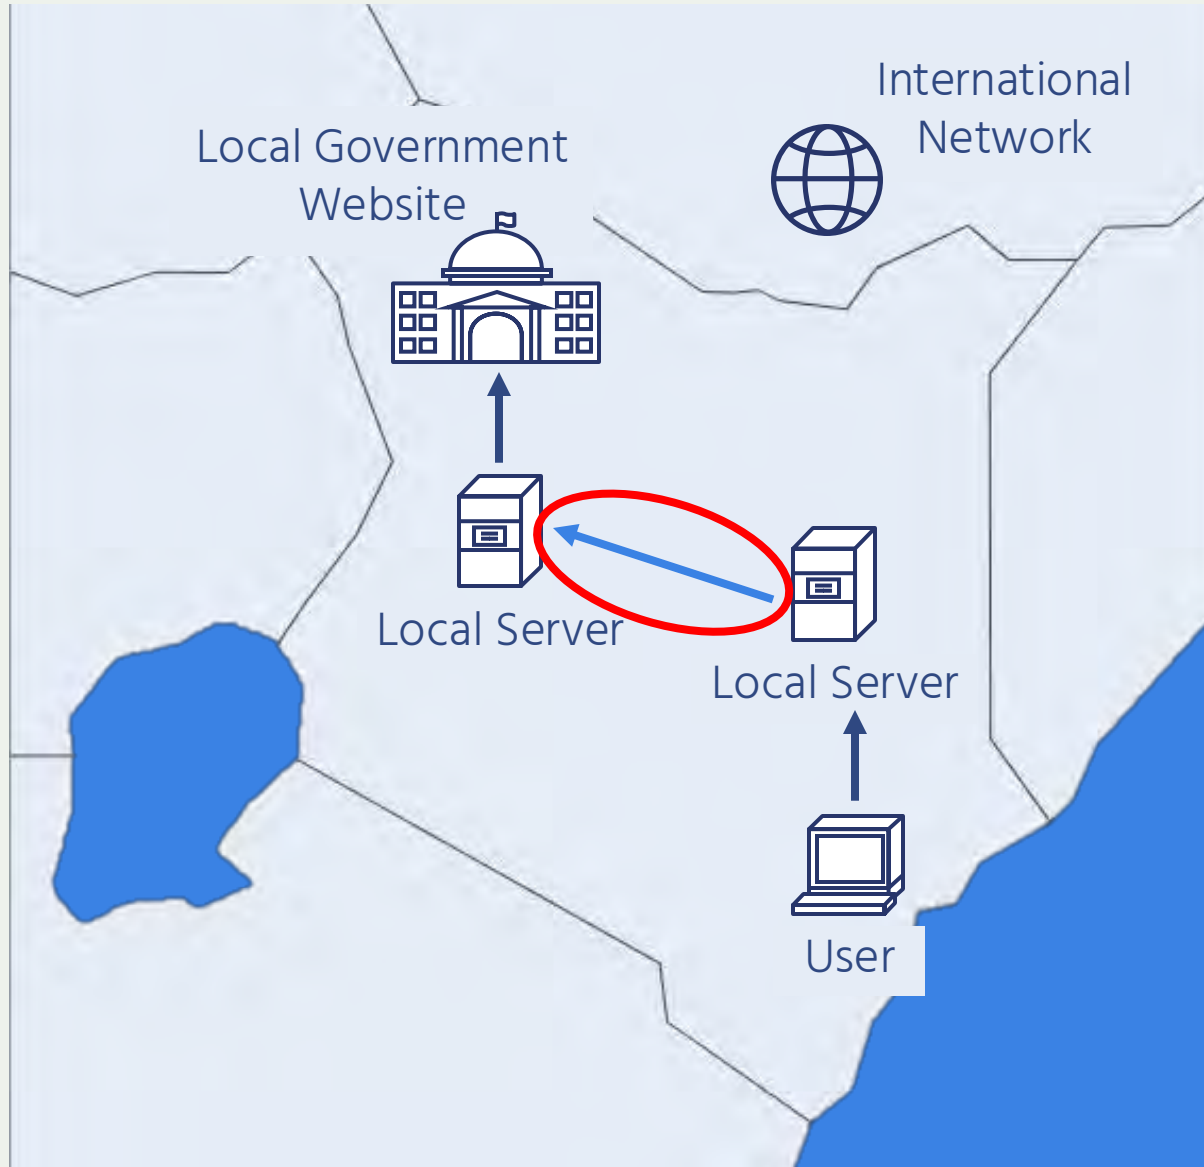 International
Network
Local Government
Website
Local Server
Local Server
User